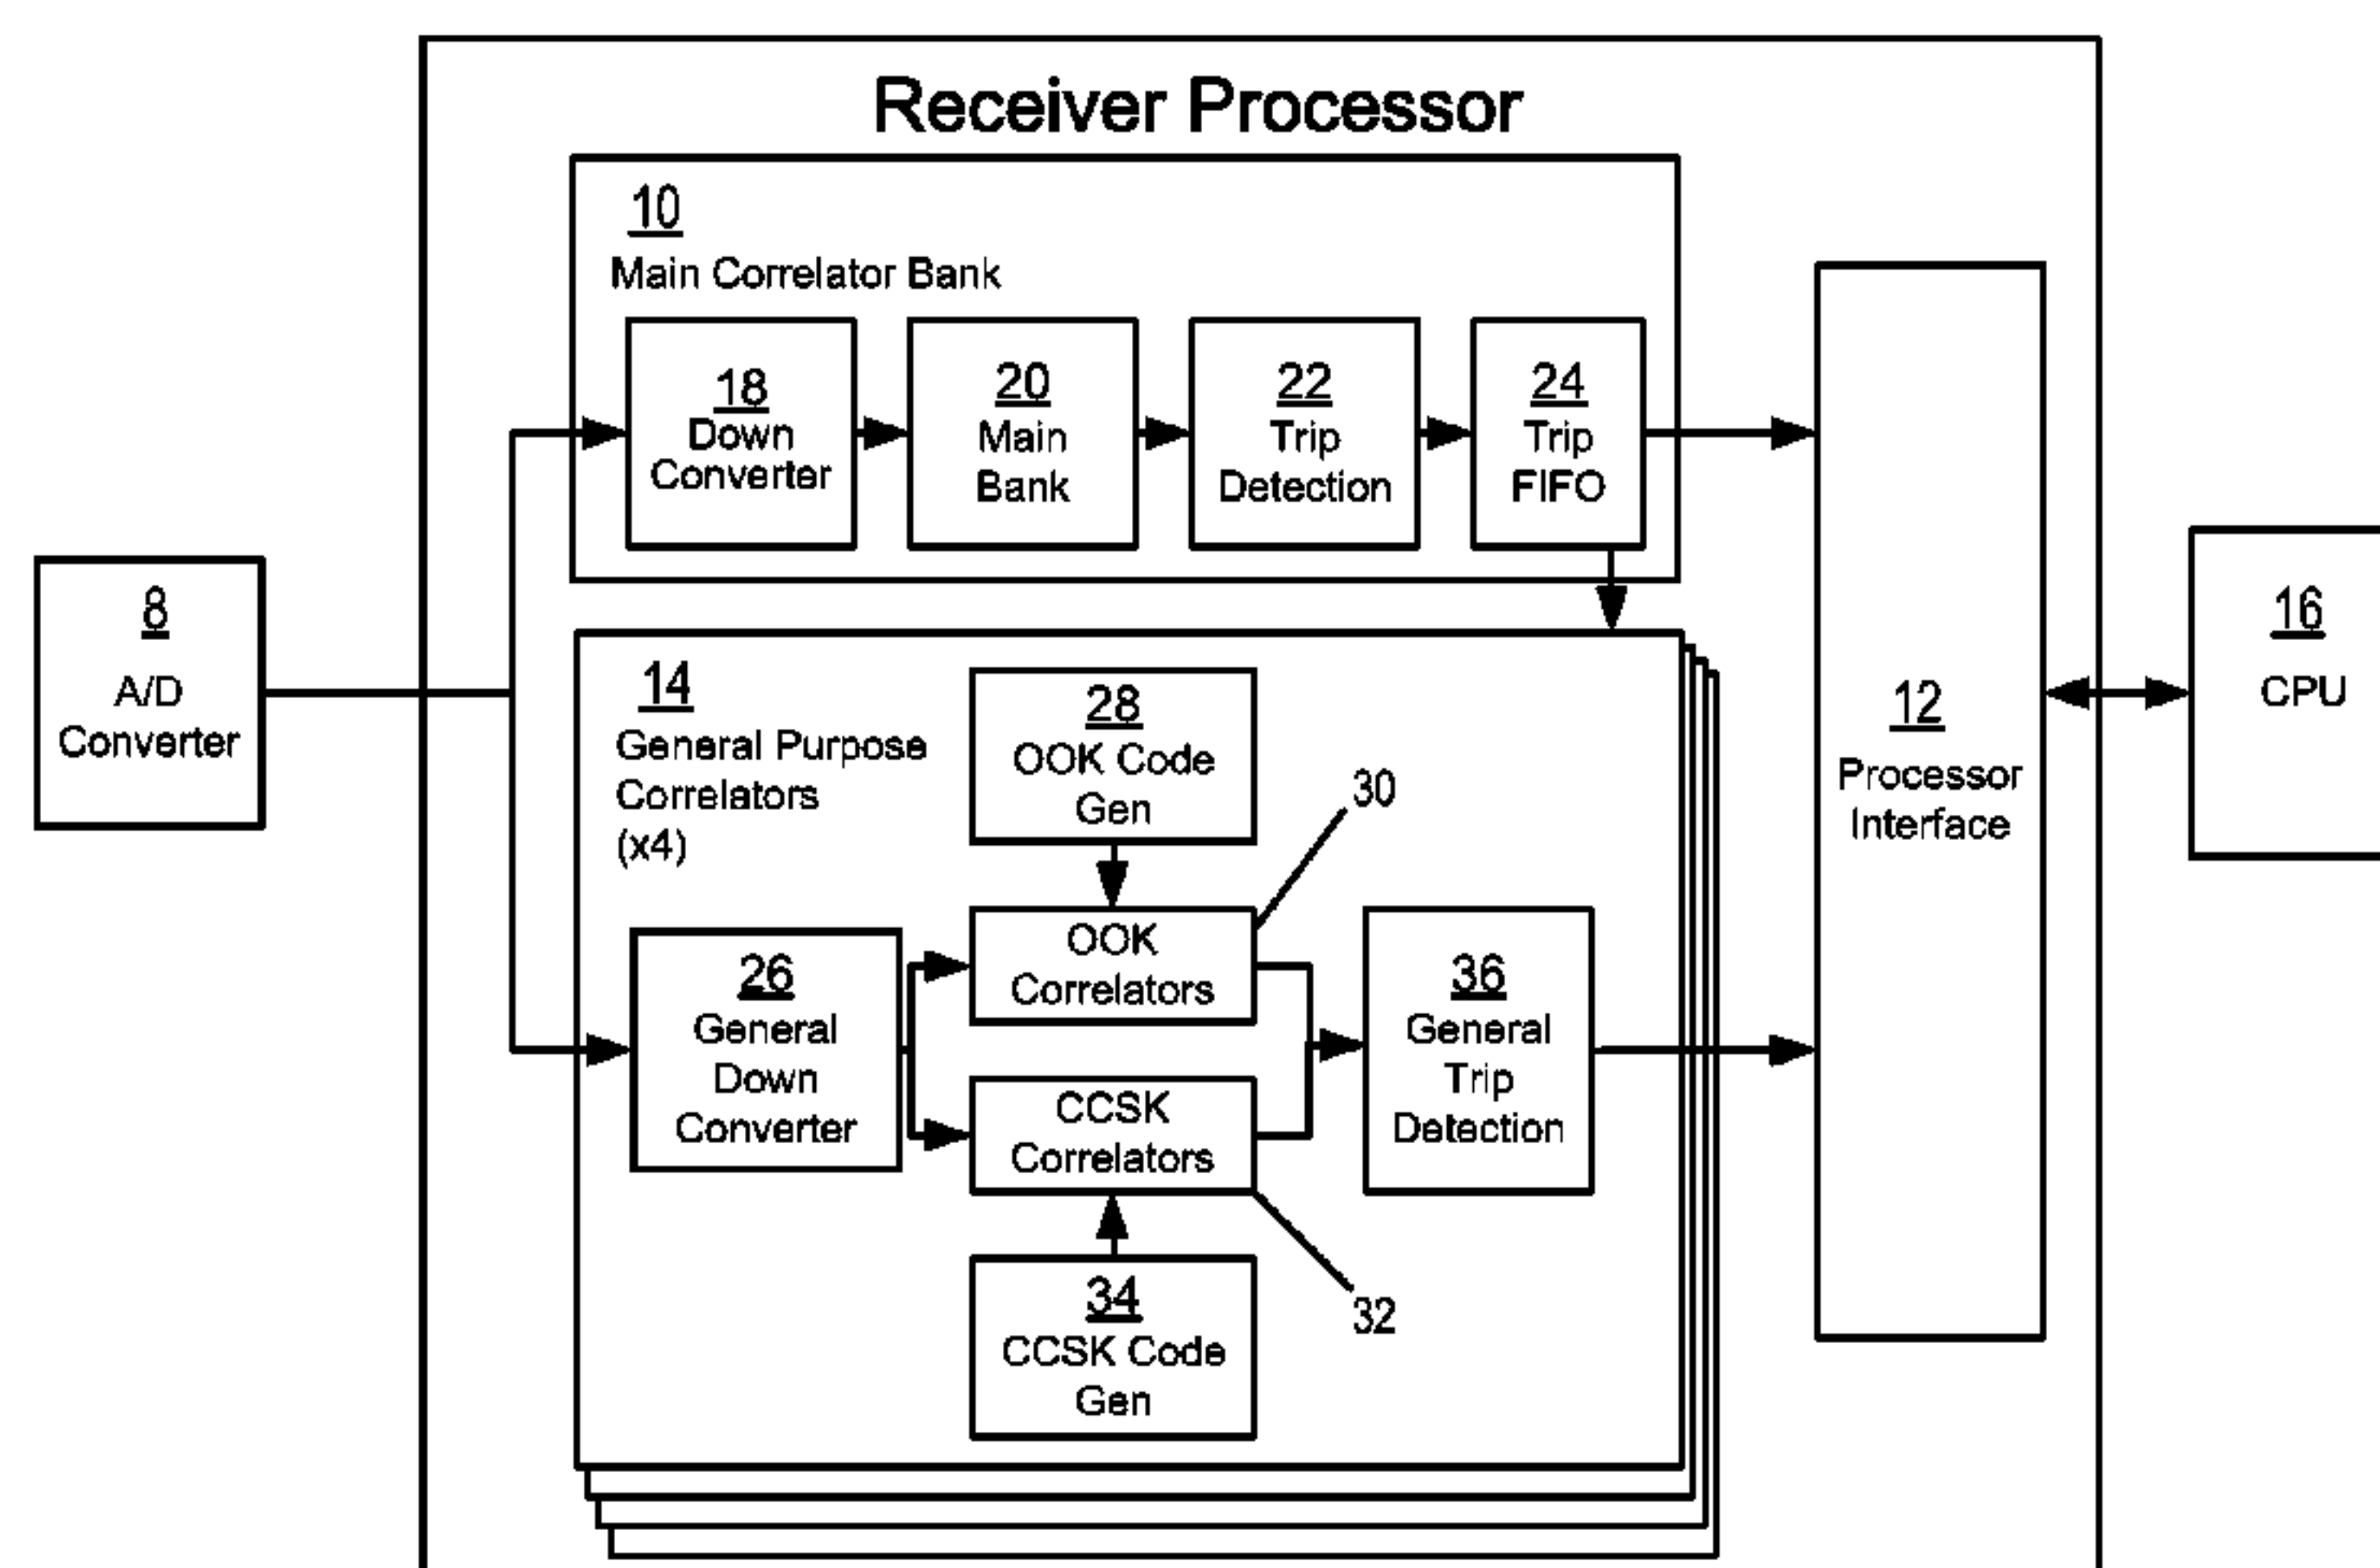 Receiver Processor
10
Main Correlator Bank
18
Down
Converter
20
Main
Bank
22
Trip
Detection
24
Trip
FIFO
8
A/D
Converter
14
General Purpose
Correlators
(x4)
28
OOK Code
Gen
30
OOK
Correlators
26
General
Down
Converter
CCSK
Correlators
32
34
CCSK Code
Gen
36
General
Trip
Detection
12
Processor
Interface
16
CPU